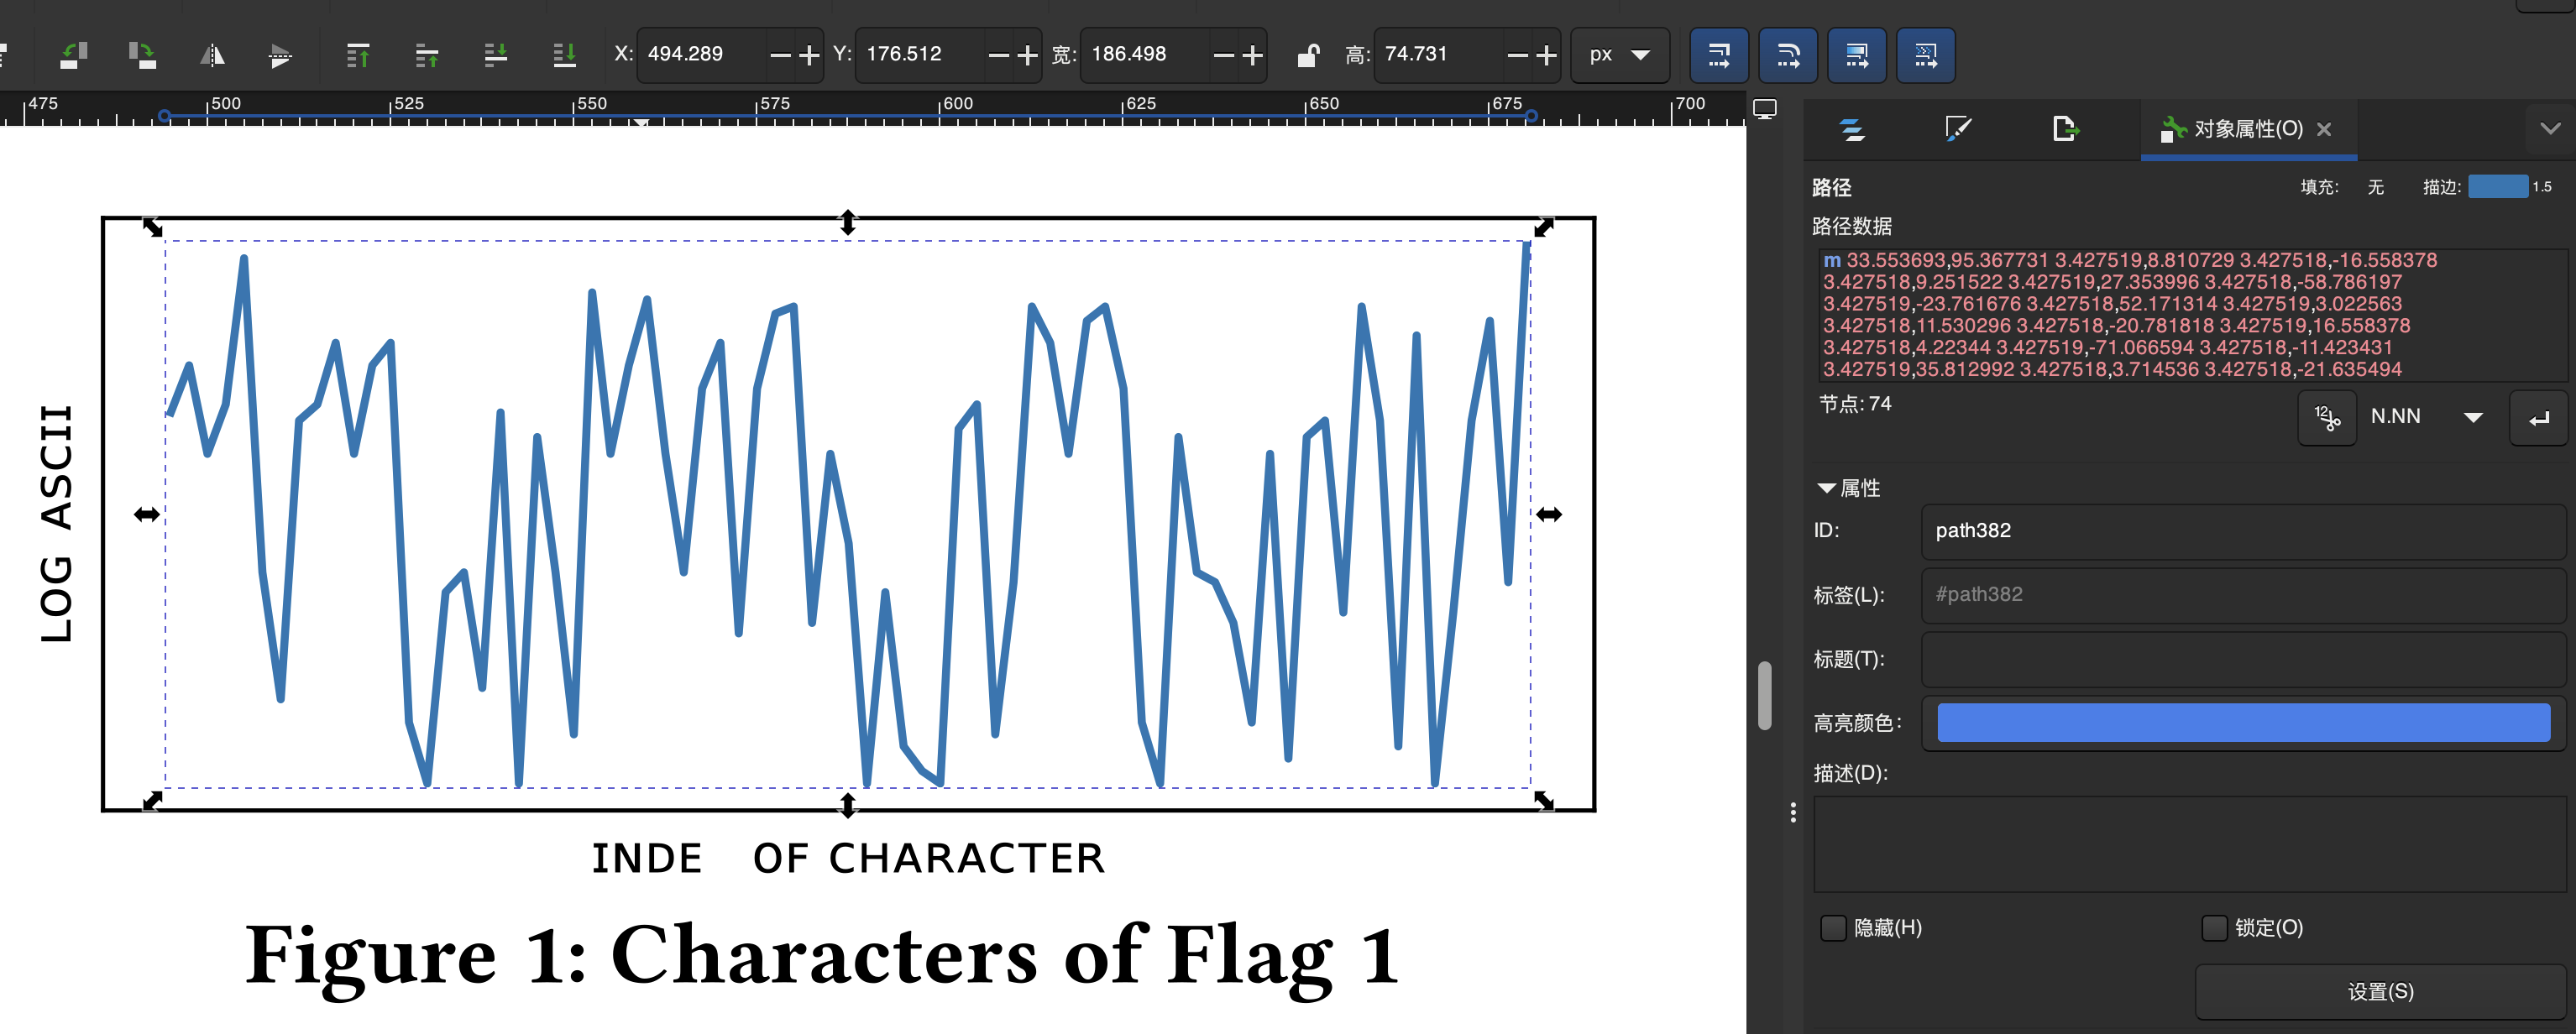 X: 494.289 Y: 176.512 宽: 186.498 高: 74.731 px
475 500 525 550 575 600 625 650 675 700
对象属性(O)
路径 填充: 无 描边: 1.5
路径数据
m 33.553693,95.367731 3.427519,8.810729 3.427518,-16.558378
3.427518,9.251522 3.427519,27.353996 3.427518,-58.786197
3.427519,-23.761676 3.427518,52.171314 3.427519,3.022563
3.427518,11.530296 3.427518,-20.781818 3.427519,16.558378
3.427518,4.22344 3.427519,-71.066594 3.427518,-11.423431
3.427519,35.812992 3.427518,3.714536 3.427518,-21.635494
节点: 74
12
N.NN
属性
ID: path382
标签(L): #path382
标题(T):
高亮颜色:
描述(D):
隐藏(H) 锁定(O)
设置(S)
LOG ASCII
INDE OF CHARACTER
Figure 1: Characters of Flag 1